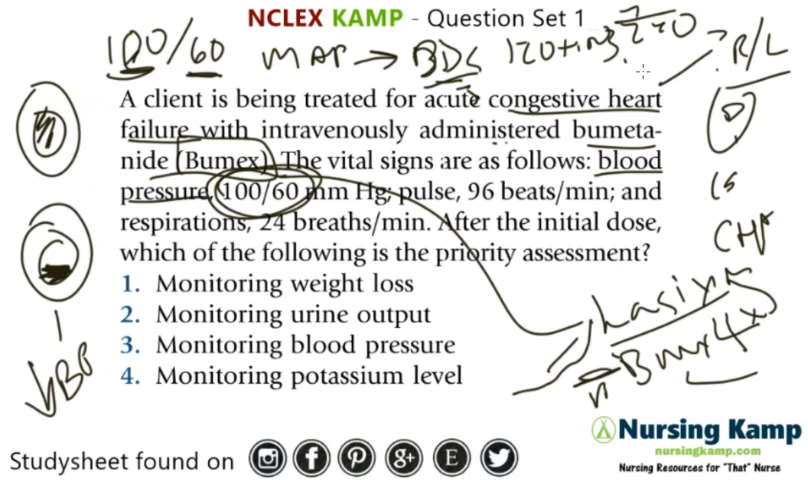 NCLEX KAMP - Question Set 1
100/60 MAP →
R/L
A client is being treated for acute congestive heart
failure with intravenously administered bumeta-
nide (Bumex). The vital signs are as follows: blood
pressure, 100/60 mm Hg; pulse, 96 beats/min; and
respirations, 24 breaths/min. After the initial dose,
which of the following is the priority assessment?
1. Monitoring weight loss
2. Monitoring urine output
3. Monitoring blood pressure
4. Monitoring potassium level
Lasix
↓BP
Nursing Kamp
nursingkamp.com
Nursing Resources for "That" Nurse
Studysheet found on